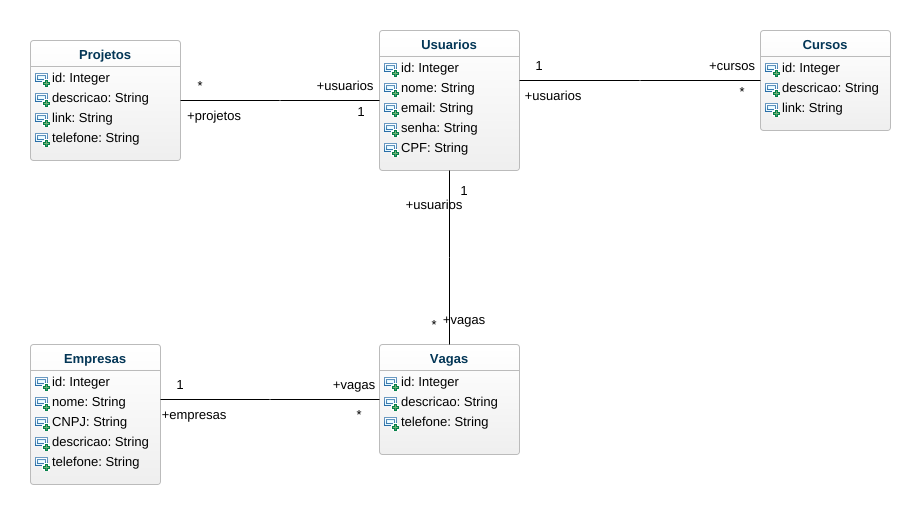 Projetos
id: Integer
descricao: String
link: String
telefone: String
*
+projetos
+usuarios
1
Usuarios
id: Integer
nome: String
email: String
senha: String
CPF: String
1
+usuarios
+cursos
*
Cursos
id: Integer
descricao: String
link: String
1
+usuarios
* +vagas
Empresas
id: Integer
nome: String
CNPJ: String
descricao: String
telefone: String
1
+empresas
+vagas
*
Vagas
id: Integer
descricao: String
telefone: String